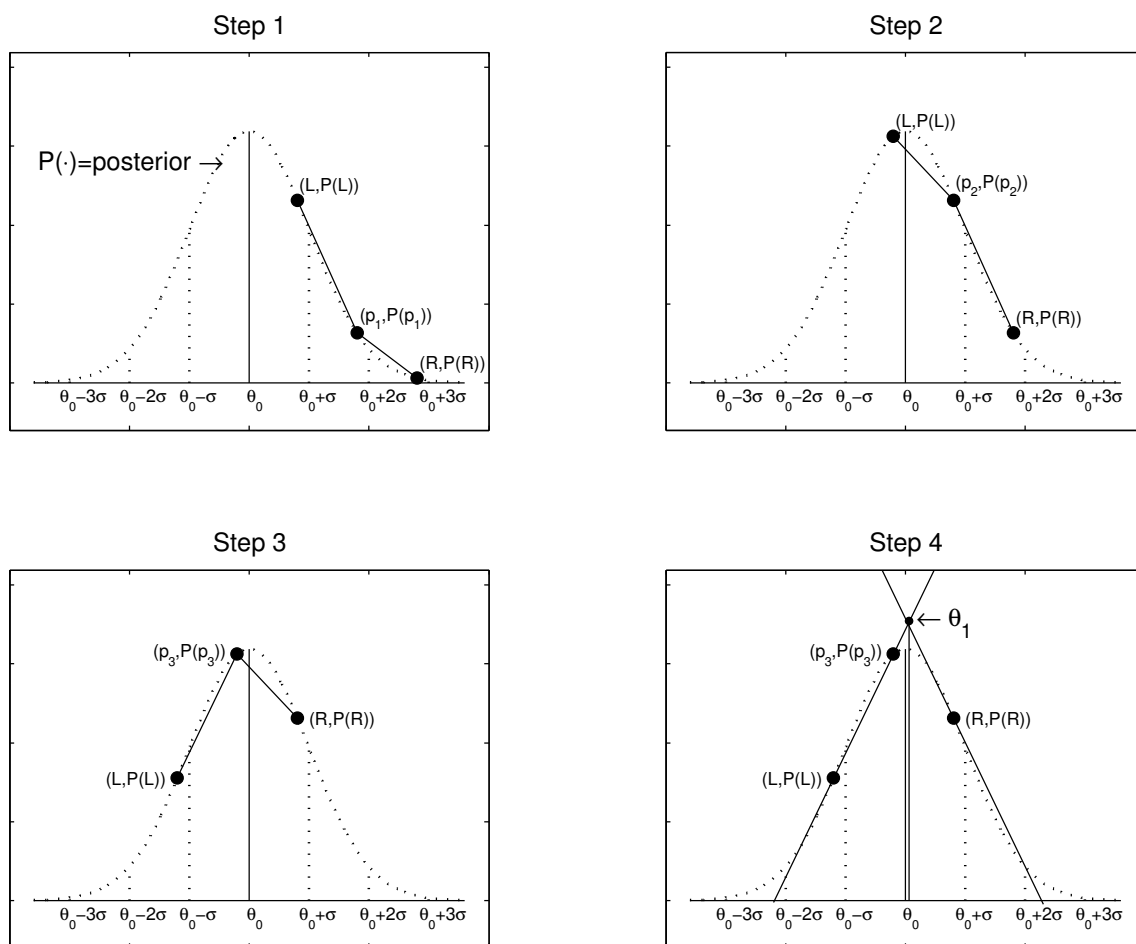 Step 1
P(·)=posterior →
(L,P(L))
(p₁,P(p₁))
(R,P(R))
θ₀−3σ θ₀−2σ θ₀−σ θ₀ θ₀+σ θ₀+2σ θ₀+3σ
Step 2
(L,P(L))
(p₂,P(p₂))
(R,P(R))
θ₀−3σ θ₀−2σ θ₀−σ θ₀ θ₀+σ θ₀+2σ θ₀+3σ
Step 3
(p₃,P(p₃))
(R,P(R))
(L,P(L))
θ₀−3σ θ₀−2σ θ₀−σ θ₀ θ₀+σ θ₀+2σ θ₀+3σ
Step 4
← θ₁
(p₃,P(p₃))
(R,P(R))
(L,P(L))
θ₀−3σ θ₀−2σ θ₀−σ θ₀ θ₀+σ θ₀+2σ θ₀+3σ